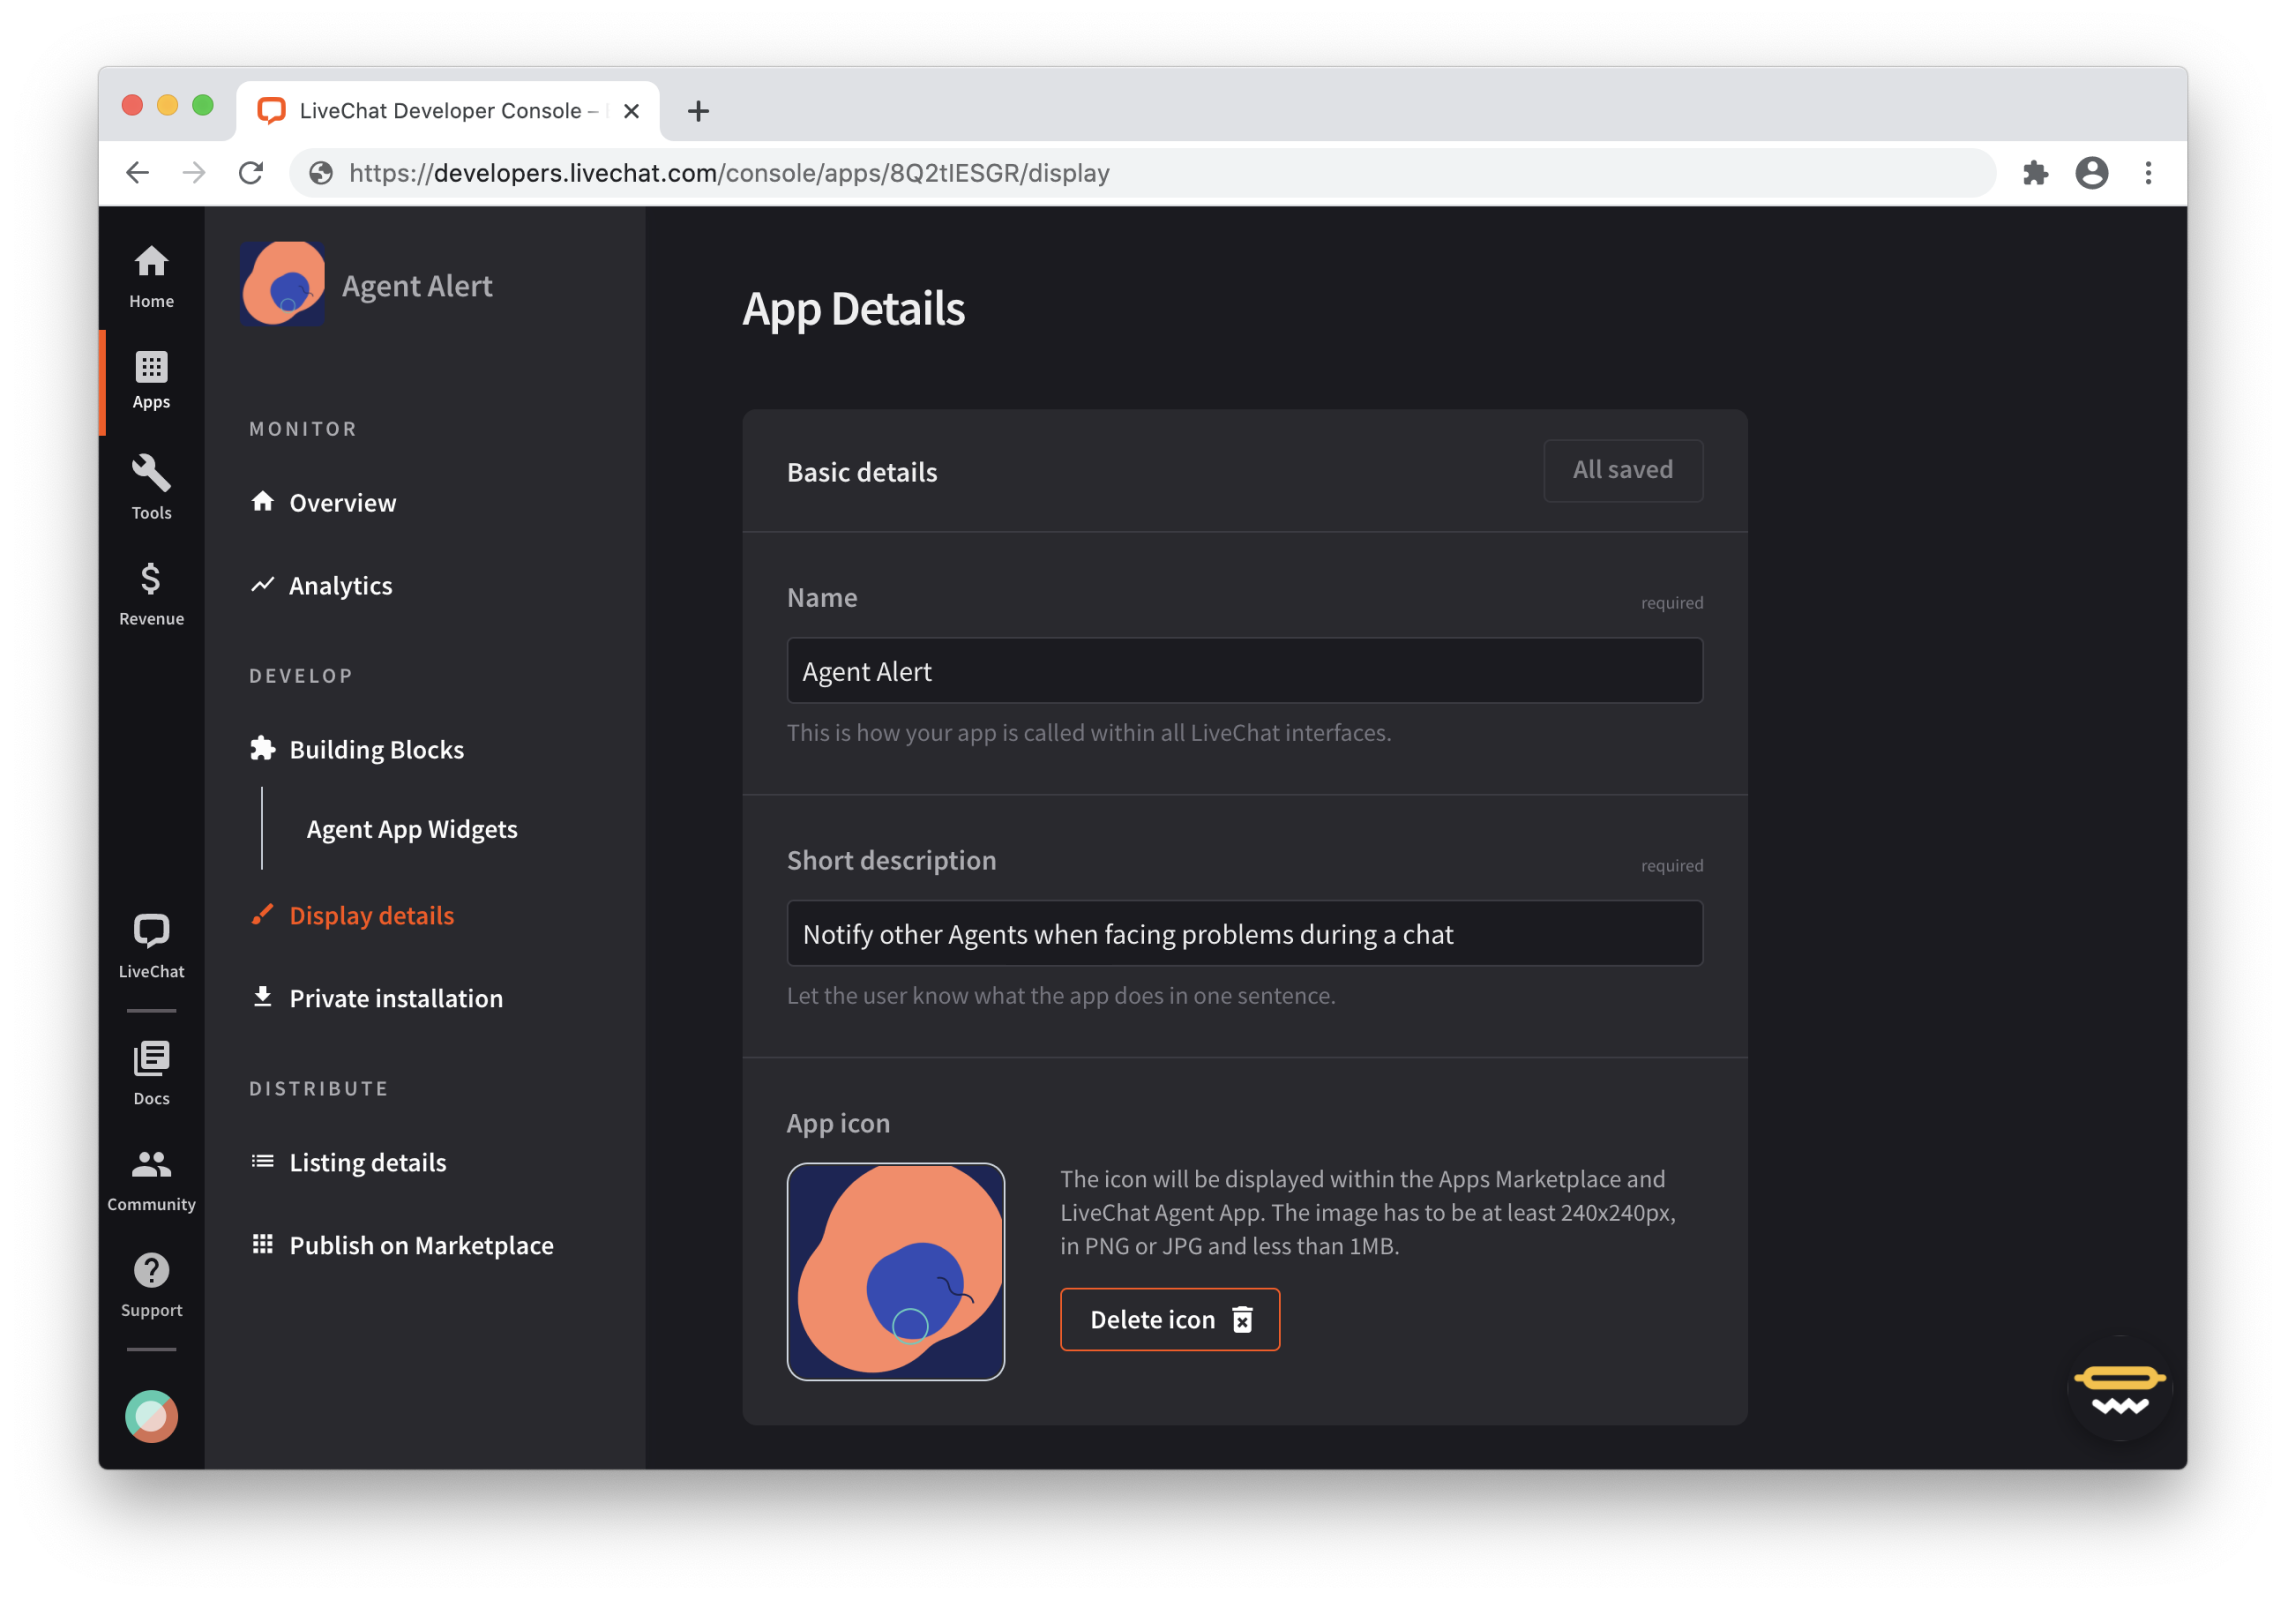 LiveChat Developer Console –
https://developers.livechat.com/console/apps/8Q2tIESGR/display
Home
Apps
Tools
Revenue
LiveChat
Docs
Community
Support
Agent Alert
MONITOR
Overview
Analytics
DEVELOP
Building Blocks
Agent App Widgets
Display details
Private installation
DISTRIBUTE
Listing details
Publish on Marketplace
App Details
Basic details
All saved
Name
required
Agent Alert
This is how your app is called within all LiveChat interfaces.
Short description
required
Notify other Agents when facing problems during a chat
Let the user know what the app does in one sentence.
App icon
The icon will be displayed within the Apps Marketplace and
LiveChat Agent App. The image has to be at least 240x240px,
in PNG or JPG and less than 1MB.
Delete icon